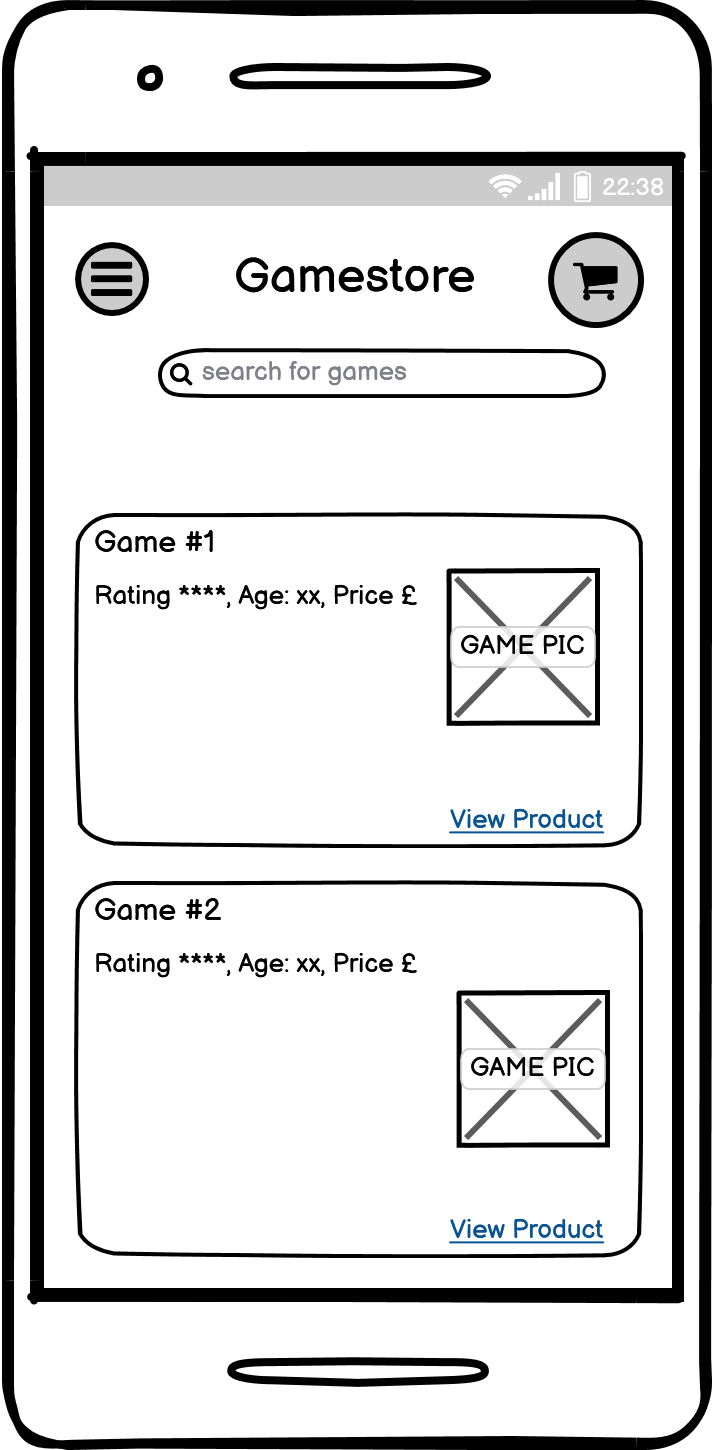 22:38
Gamestore
search for games
Game #1
Rating ****, Age: xx, Price £
GAME PIC
View Product
Game #2
Rating ****, Age: xx, Price £
GAME PIC
View Product